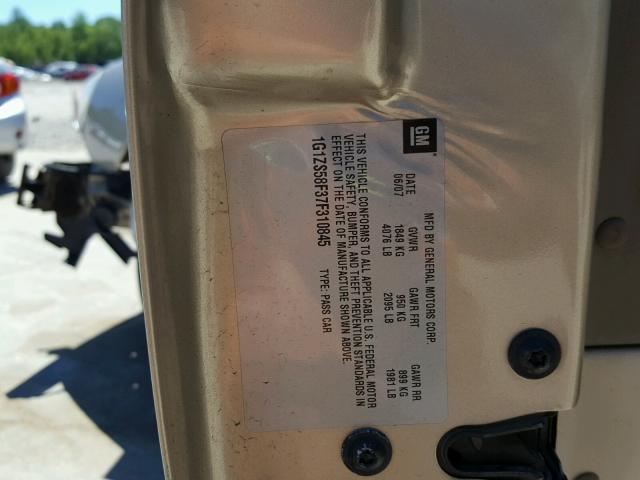 GM
MFD BY GENERAL MOTORS CORP.
DATE GVWR GAWR FRT GAWR RR
06/07 1849 KG 950 KG 899 KG
4076 LB 2095 LB 1981 LB
THIS VEHICLE CONFORMS TO ALL APPLICABLE U.S. FEDERAL MOTOR
VEHICLE SAFETY, BUMPER, AND THEFT PREVENTION STANDARDS IN
EFFECT ON THE DATE OF MANUFACTURE SHOWN ABOVE.
1G1ZS58F37F310845 TYPE: PASS CAR